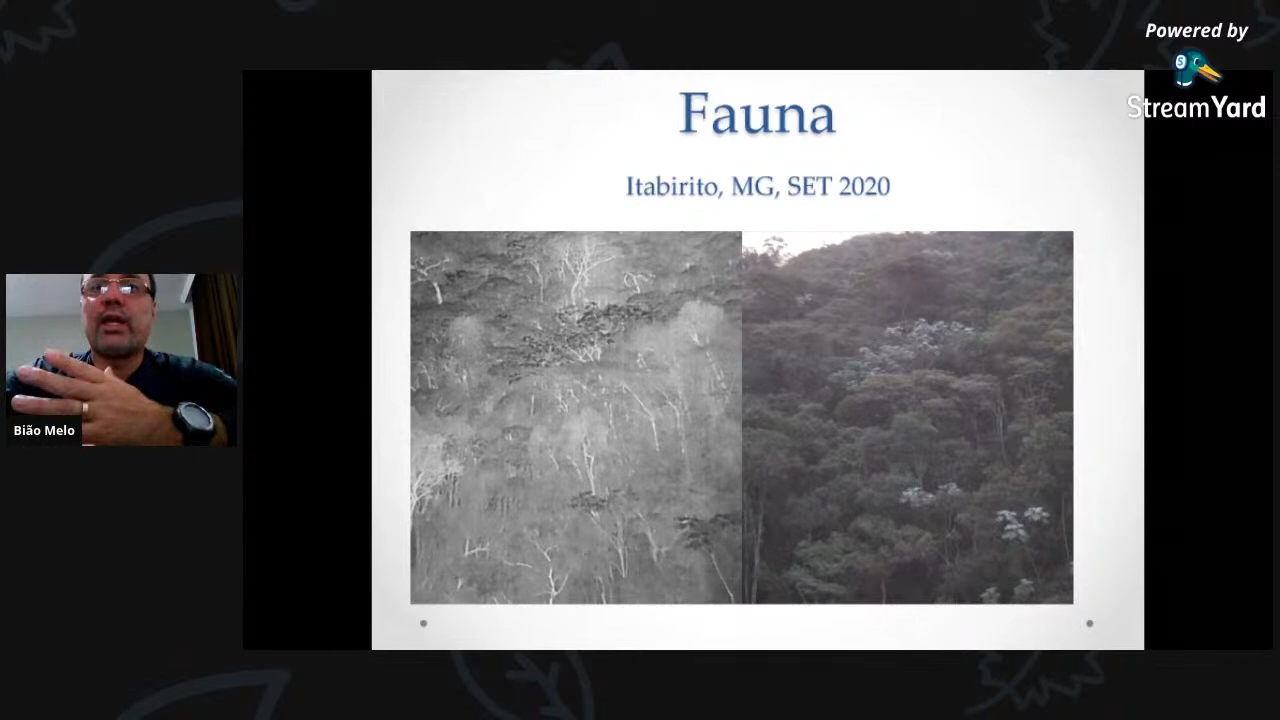 Powered by
StreamYard
Fauna
Itabirito, MG, SET 2020
Bião Melo